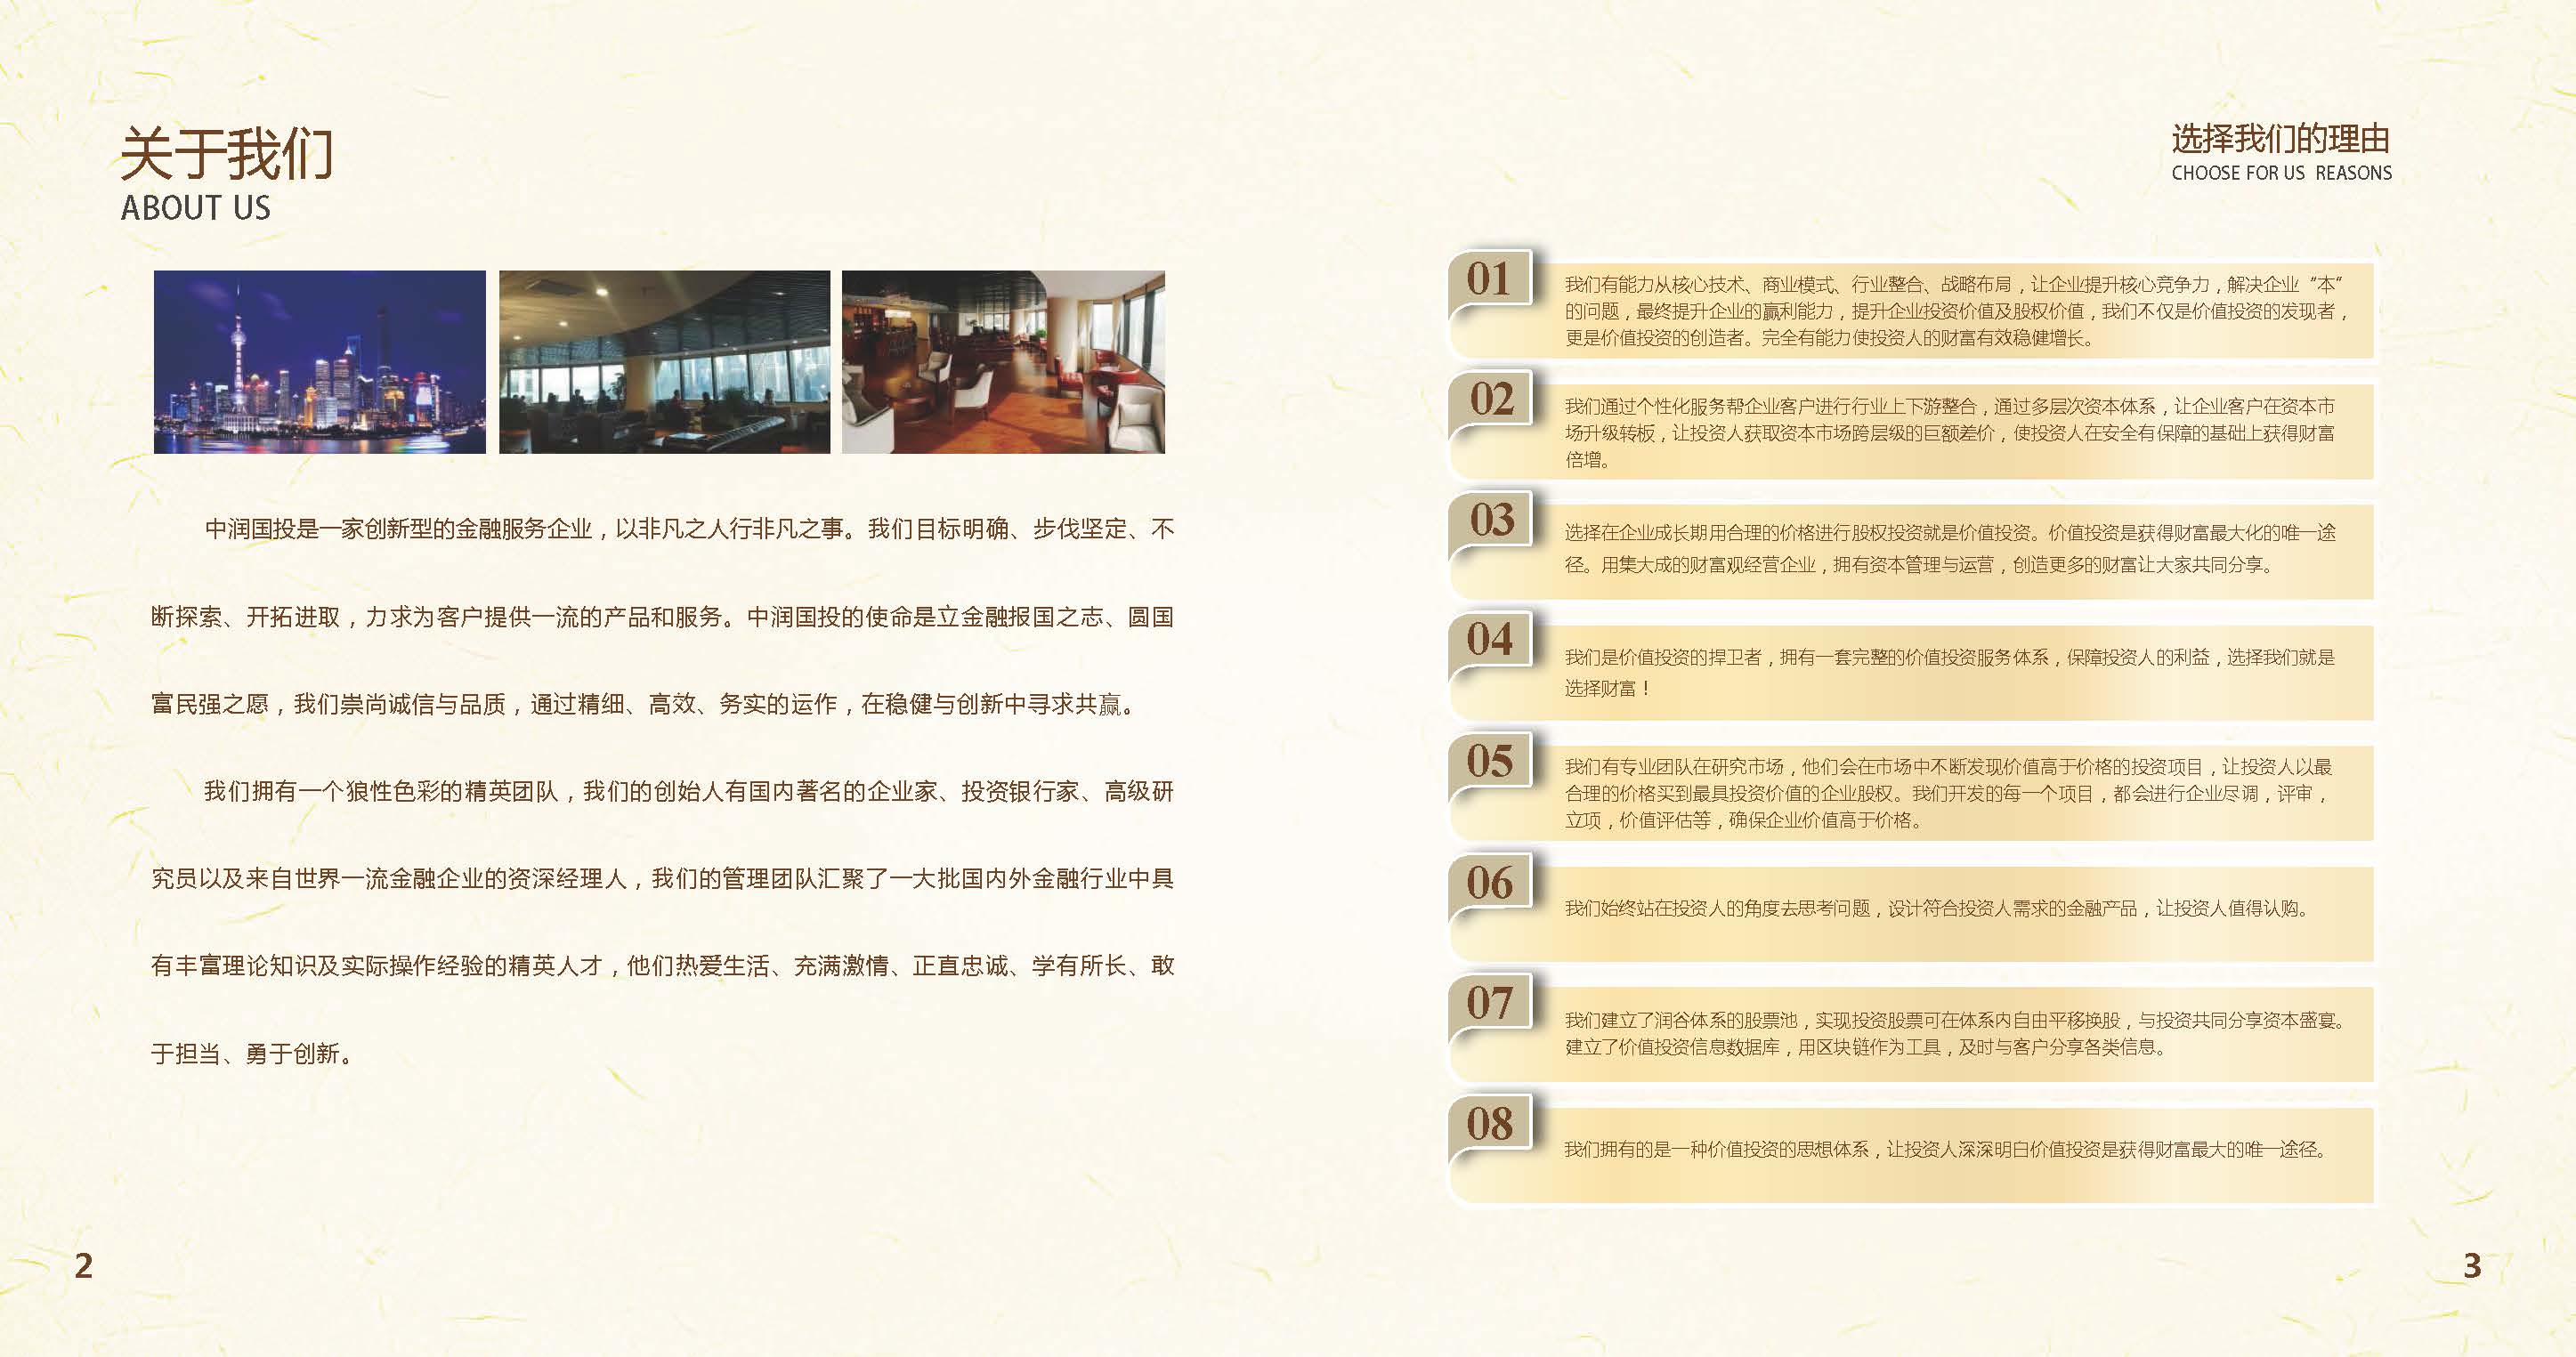 关于我们
ABOUT US
中润国投是一家创新型的金融服务企业，以非凡之人行非凡之事。我们目标明确、步伐坚定、不
断探索、开拓进取，力求为客户提供一流的产品和服务。中润国投的使命是立金融报国之志、圆国
富民强之愿，我们崇尚诚信与品质，通过精细、高效、务实的运作，在稳健与创新中寻求共赢。
我们拥有一个狼性色彩的精英团队，我们的创始人有国内著名的企业家、投资银行家、高级研
究员以及来自世界一流金融企业的资深经理人，我们的管理团队汇聚了一大批国内外金融行业中具
有丰富理论知识及实际操作经验的精英人才，他们热爱生活、充满激情、正直忠诚、学有所长、敢
于担当、勇于创新。
2
选择我们的理由
CHOOSE FOR US REASONS
01
我们有能力从核心技术、商业模式、行业整合、战略布局，让企业提升核心竞争力，解决企业“本”
的问题，最终提升企业的赢利能力，提升企业投资价值及股权价值，我们不仅是价值投资的发现者，
更是价值投资的创造者。完全有能力使投资人的财富有效稳健增长。
02
我们通过个性化服务帮企业客户进行行业上下游整合，通过多层次资本体系，让企业客户在资本市
场升级转板，让投资人获取资本市场跨层级的巨额差价，使投资人在安全有保障的基础上获得财富
倍增。
03
选择在企业成长期用合理的价格进行股权投资就是价值投资。价值投资是获得财富最大化的唯一途
径。用集大成的财富观经营企业，拥有资本管理与运营，创造更多的财富让大家共同分享。
04
我们是价值投资的捍卫者，拥有一套完整的价值投资服务体系，保障投资人的利益，选择我们就是
选择财富！
05
我们有专业团队在研究市场，他们会在市场中不断发现价值高于价格的投资项目，让投资人以最
合理的价格买到最具投资价值的企业股权。我们开发的每一个项目，都会进行企业尽调，评审，
立项，价值评估等，确保企业价值高于价格。
06
我们始终站在投资人的角度去思考问题，设计符合投资人需求的金融产品，让投资人值得认购。
07
我们建立了润谷体系的股票池，实现投资股票可在体系内自由平移换股，与投资共同分享资本盛宴。
建立了价值投资信息数据库，用区块链作为工具，及时与客户分享各类信息。
08
我们拥有的是一种价值投资的思想体系，让投资人深深明白价值投资是获得财富最大的唯一途径。
3